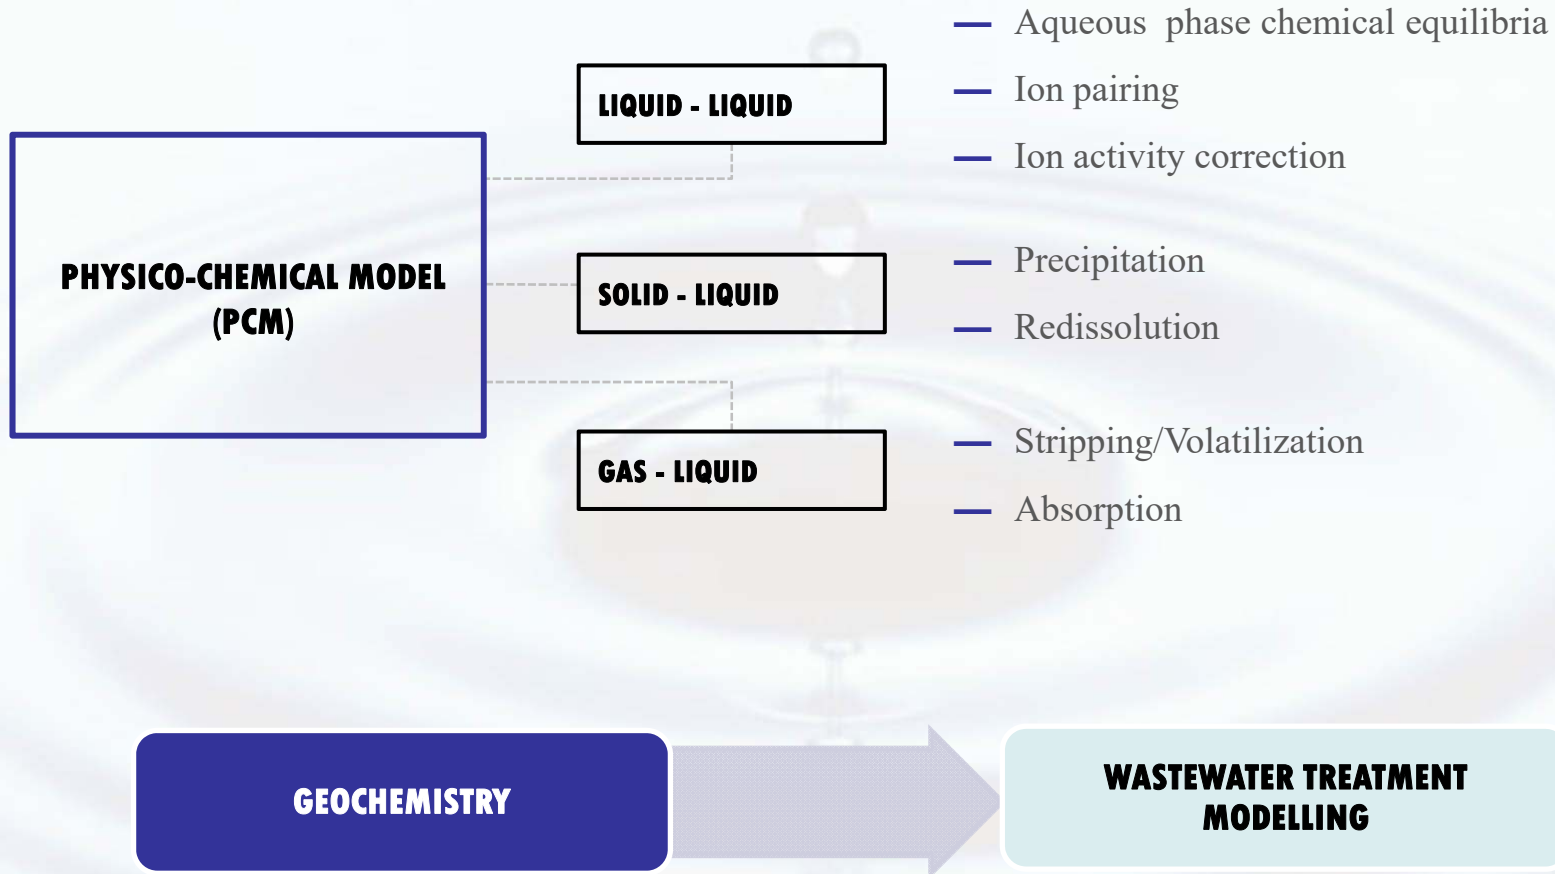 PHYSICO-CHEMICAL MODEL
(PCM)
LIQUID - LIQUID
— Aqueous phase chemical equilibria
— Ion pairing
— Ion activity correction
SOLID - LIQUID
— Precipitation
— Redissolution
GAS - LIQUID
— Stripping/Volatilization
— Absorption
GEOCHEMISTRY
WASTEWATER TREATMENT
MODELLING